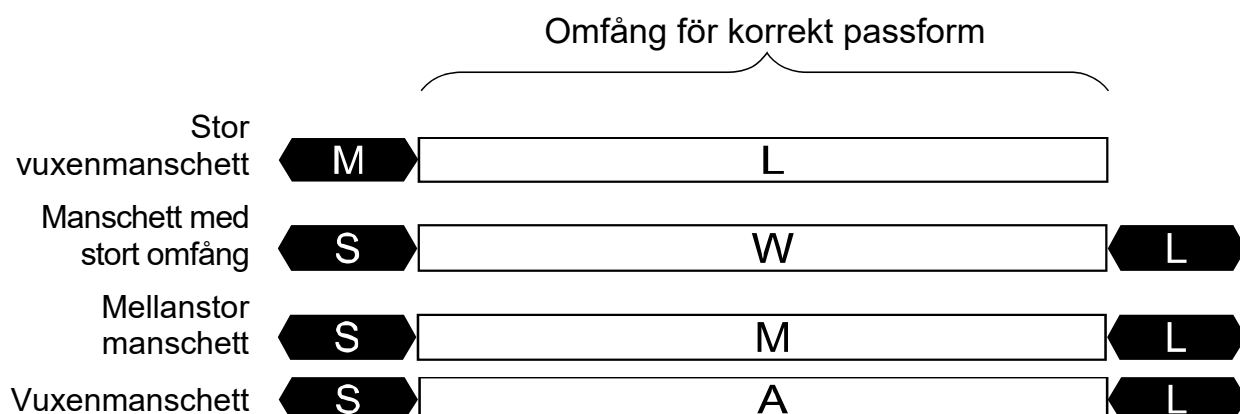 Omfång för korrekt passform
Stor
vuxenmanschett
M L
Manschett med
stort omfång
S W L
Mellanstor
manschett
S M L
Vuxenmanschett S A L